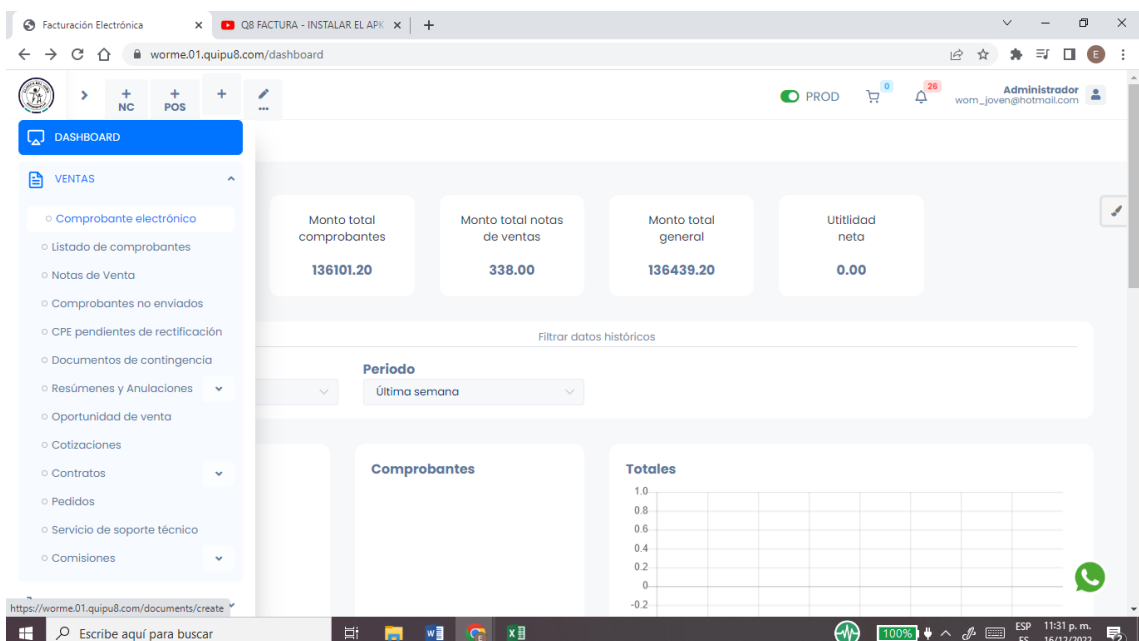 Facturación Electrónica
Q8 FACTURA - INSTALAR EL APK
worme.01.quipu8.com/dashboard
E
+ NC
+ POS
+
...
PROD
0
26
Administrador
wom_joven@hotmail.com
DASHBOARD
VENTAS
Comprobante electrónico
Listado de comprobantes
Notas de Venta
Comprobantes no enviados
CPE pendientes de rectificación
Documentos de contingencia
Resúmenes y Anulaciones
Oportunidad de venta
Cotizaciones
Contratos
Pedidos
Servicio de soporte técnico
Comisiones
Monto total
comprobantes
136101.20
Monto total notas
de ventas
338.00
Monto total
general
136439.20
Utitlidad
neta
0.00
Filtrar datos históricos
Periodo
Última semana
Comprobantes
Totales
1.0
0.8
0.6
0.4
0.2
0
-0.2
https://worme.01.quipu8.com/documents/create
Escribe aquí para buscar
100%
ESP
ES
11:31 p. m.
16/12/2022